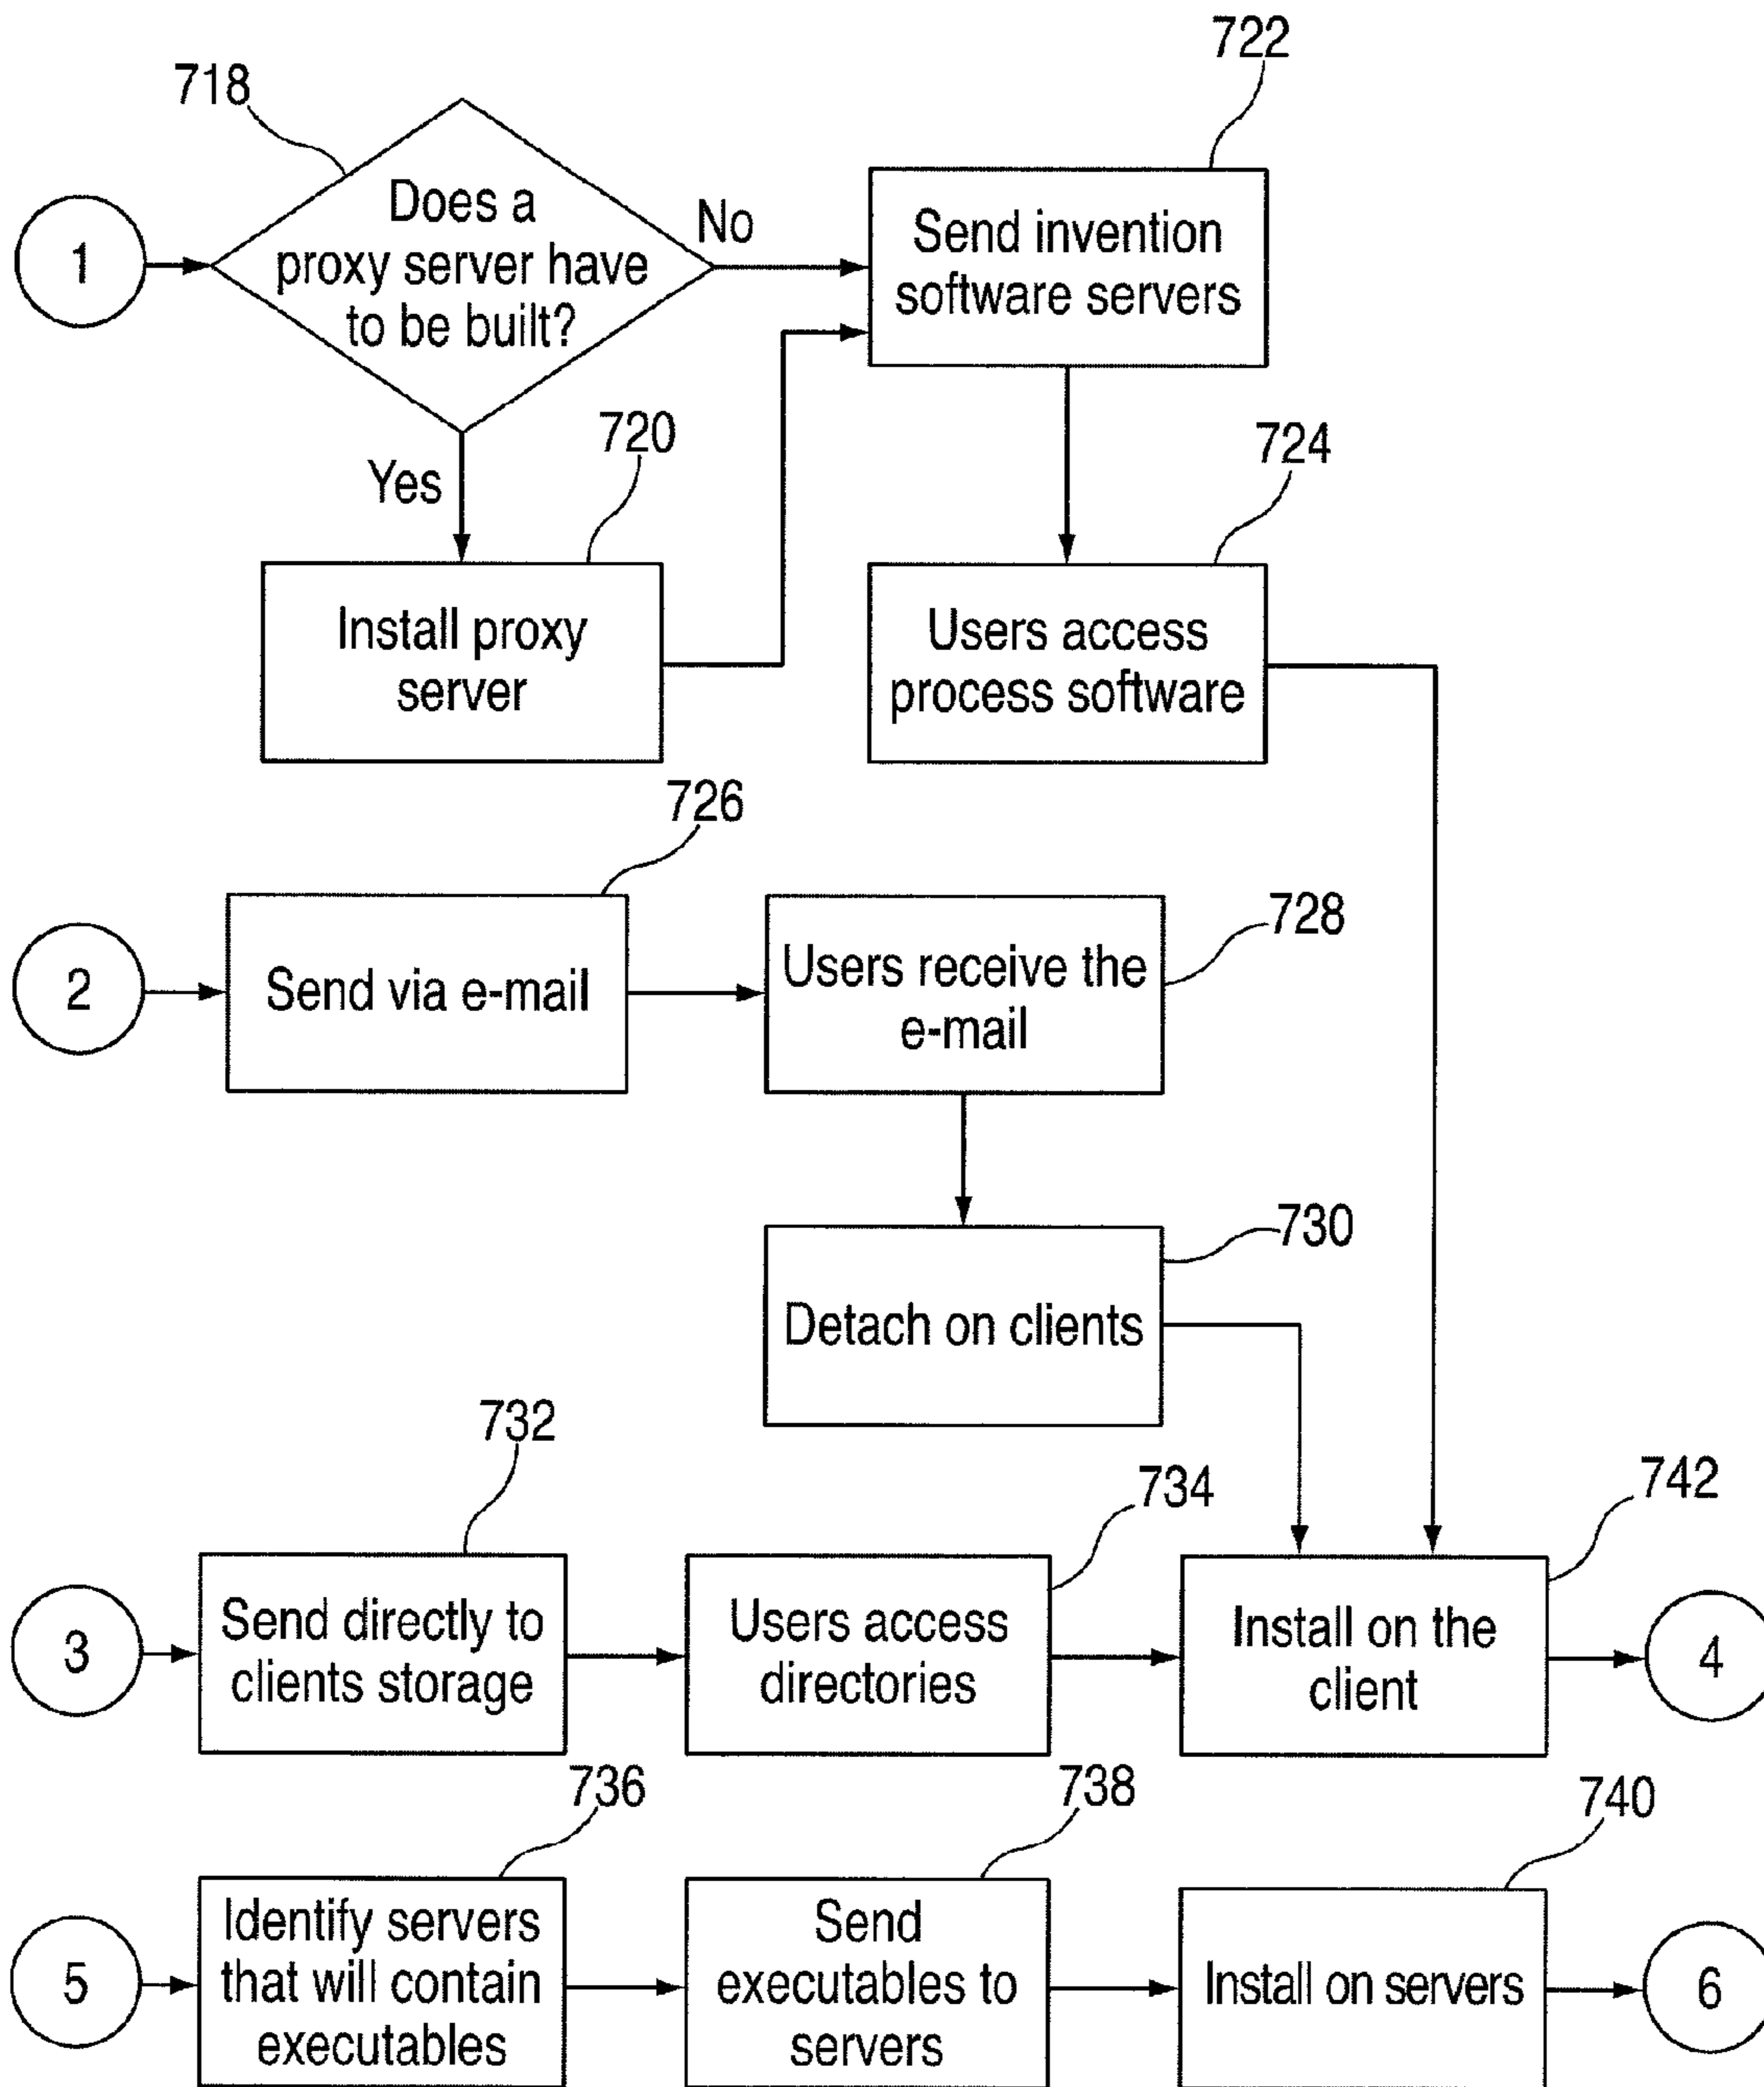 722
718
1
Does a
proxy server have
to be built?
No
Send invention
software servers
Yes
720
724
Install proxy
server
Users access
process software
726
2
Send via e-mail
Users receive the
e-mail
728
730
Detach on clients
732
734
742
3
Send directly to
clients storage
Users access
directories
Install on the
client
4
736
738
740
5
Identify servers
that will contain
executables
Send
executables to
servers
Install on servers
6